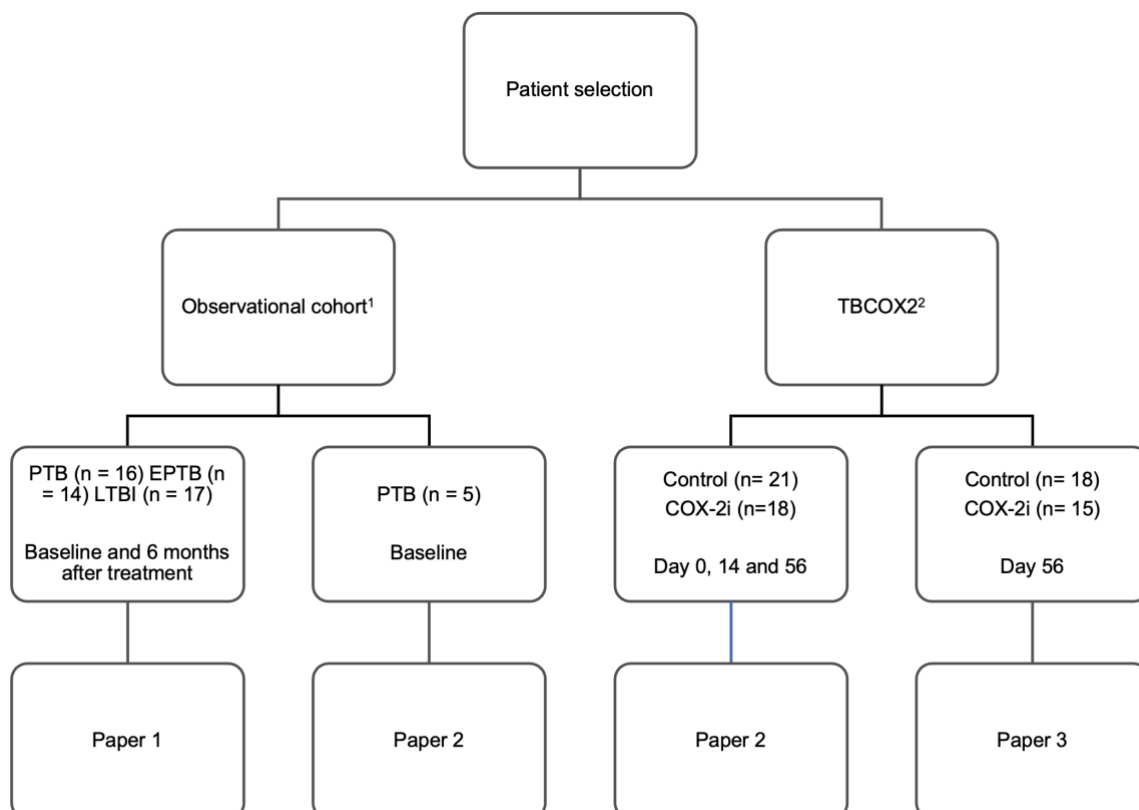 Patient selection
Observational cohort¹
TBCOX2²
PTB (n = 16) EPTB (n
= 14) LTBI (n = 17)
Baseline and 6 months
after treatment
PTB (n = 5)
Baseline
Control (n= 21)
COX-2i (n=18)
Day 0, 14 and 56
Control (n= 18)
COX-2i (n= 15)
Day 56
Paper 1
Paper 2
Paper 2
Paper 3